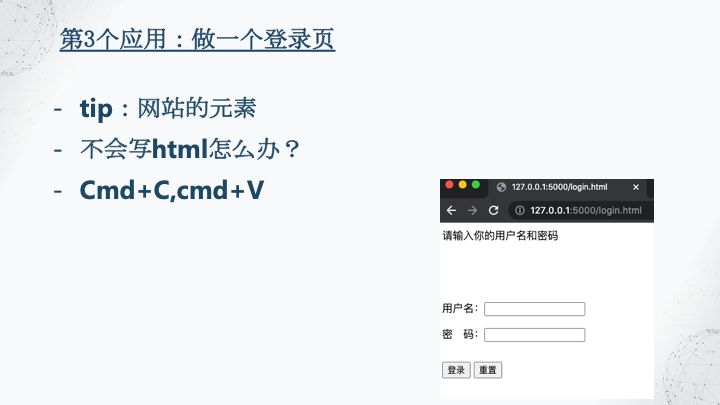 第3个应用：做一个登录页
- tip：网站的元素
- 不会写html怎么办？
- Cmd+C,cmd+V
127.0.0.1:5000/login.html
127.0.0.1:5000/login.html
请输入你的用户名和密码
用户名：
密 码：
登录 重置